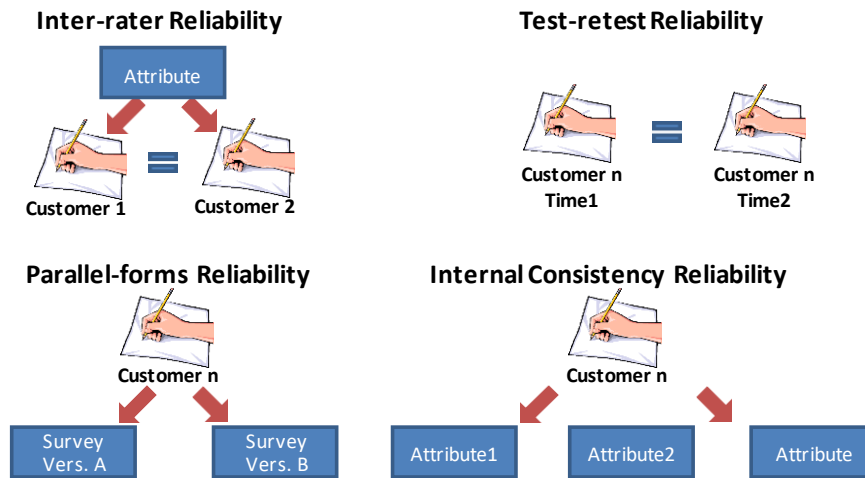 Inter-rater Reliability
Attribute
Customer 1
Customer 2
Test-retest Reliability
Customer n
Time1
Customer n
Time2
Parallel-forms Reliability
Customer n
Survey
Vers. A
Survey
Vers. B
Internal Consistency Reliability
Customer n
Attribute1
Attribute2
Attribute